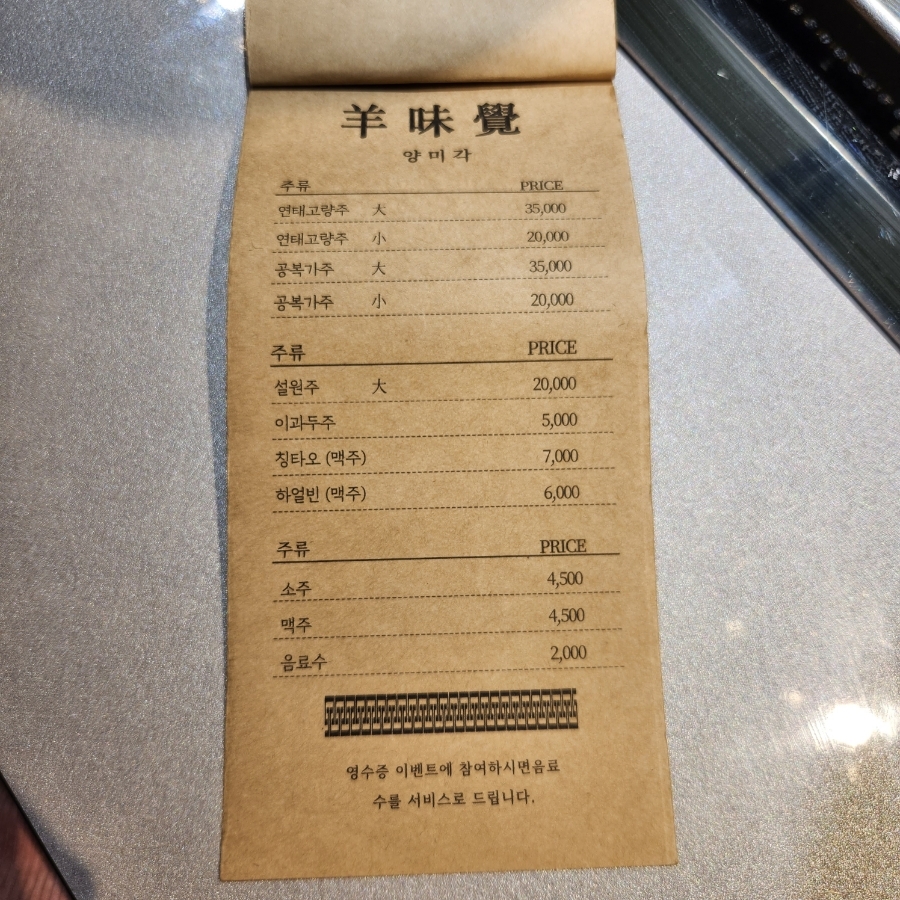 羊味覺
양미각
주류 PRICE
연태고량주 大 35,000
연태고량주 小 20,000
공복가주 大 35,000
공복가주 小 20,000
주류 PRICE
설원주 大 20,000
이과두주 5,000
칭타오 (맥주) 7,000
하얼빈 (맥주) 6,000
주류 PRICE
소주 4,500
맥주 4,500
음료수 2,000
영수증 이벤트에 참여하시면음료
수를 서비스로 드립니다.